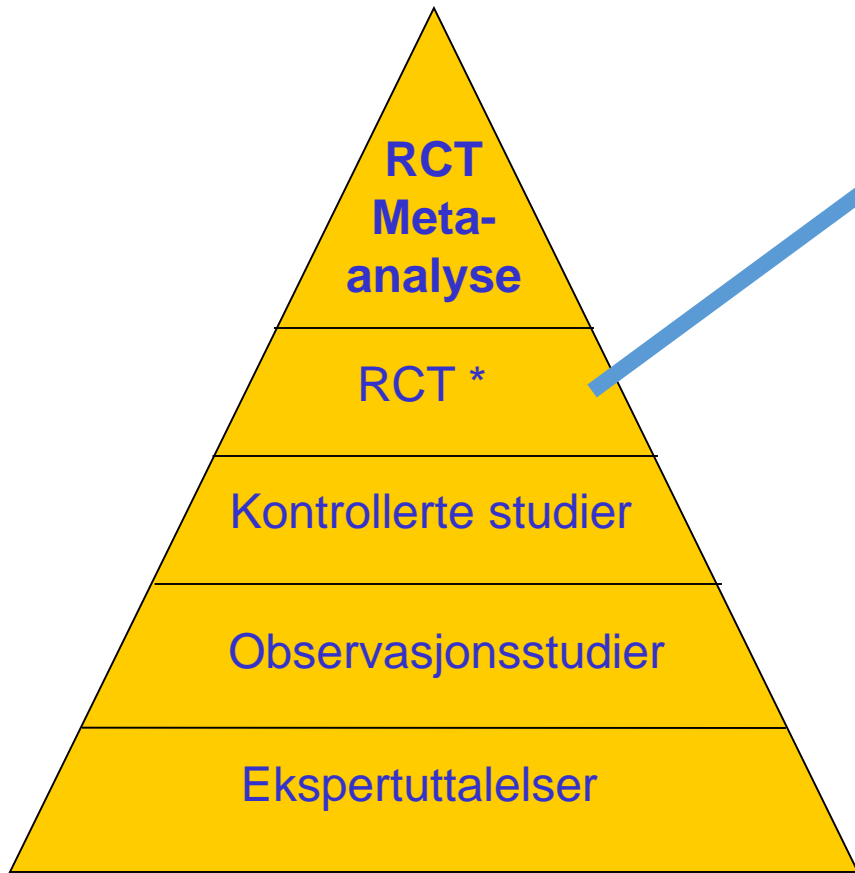 RCT
Meta-
analyse
RCT *
Kontrollerte studier
Observasjonsstudier
Ekspertuttalelser